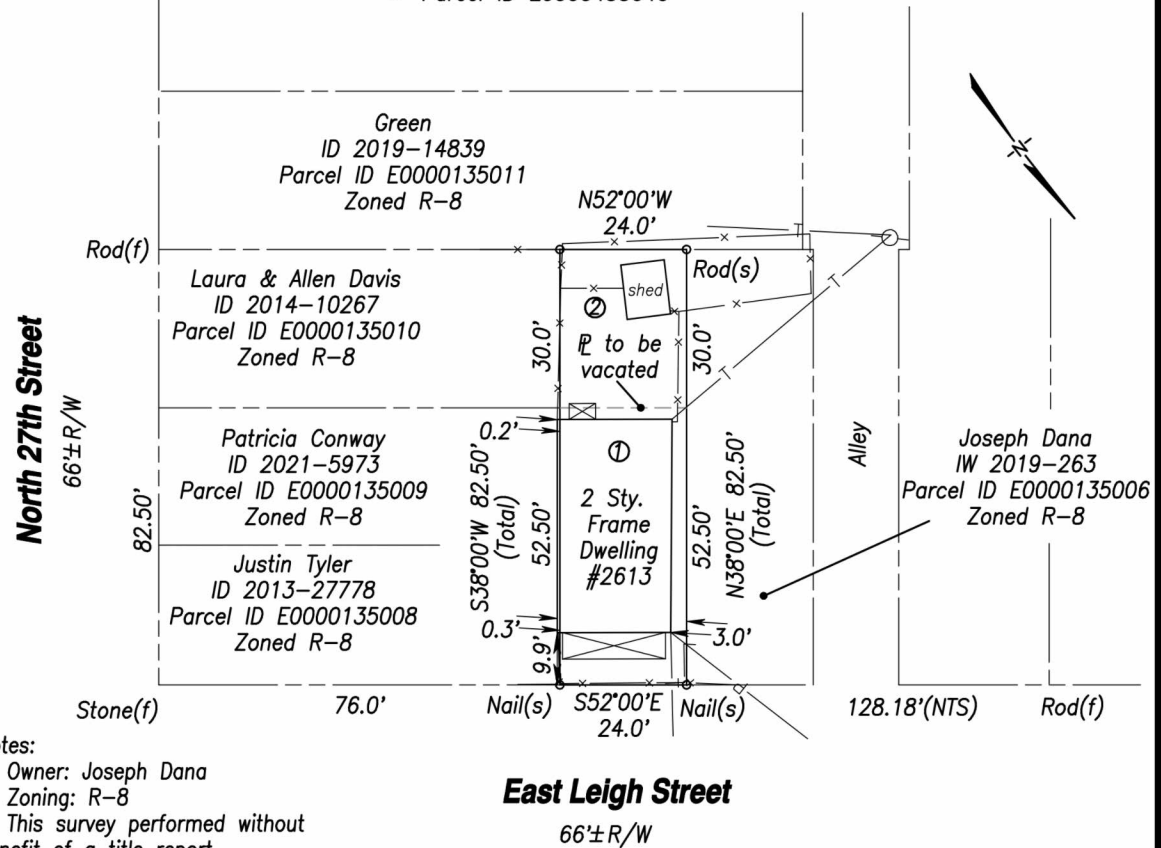 Green
ID 2019-14839
Parcel ID E0000135011
Zoned R-8
N52°00'W
24.0'
Rod(f)
Rod(s)
Laura & Allen Davis
ID 2014-10267
Parcel ID E0000135010
Zoned R-8
shed
2
30.0'
30.0'
PL to be
vacated
North 27th Street
66'± R/W
82.50'
Patricia Conway
ID 2021-5973
Parcel ID E0000135009
Zoned R-8
0.2'
1
2 Sty.
Frame
Dwelling
#2613
S38°00'W 82.50'
(Total)
52.50'
52.50'
N38°00'E 82.50'
(Total)
Alley
Joseph Dana
IW 2019-263
Parcel ID E0000135006
Zoned R-8
Justin Tyler
ID 2013-27778
Parcel ID E0000135008
Zoned R-8
0.3'
3.0'
9.9'
N
T
T
T
Stone(f)
76.0'
Nail(s)
S52°00'E
24.0'
Nail(s)
128.18'(NTS)
Rod(f)
Owner: Joseph Dana
Zoning: R-8
This survey performed without
of a title report
East Leigh Street
66'± R/W